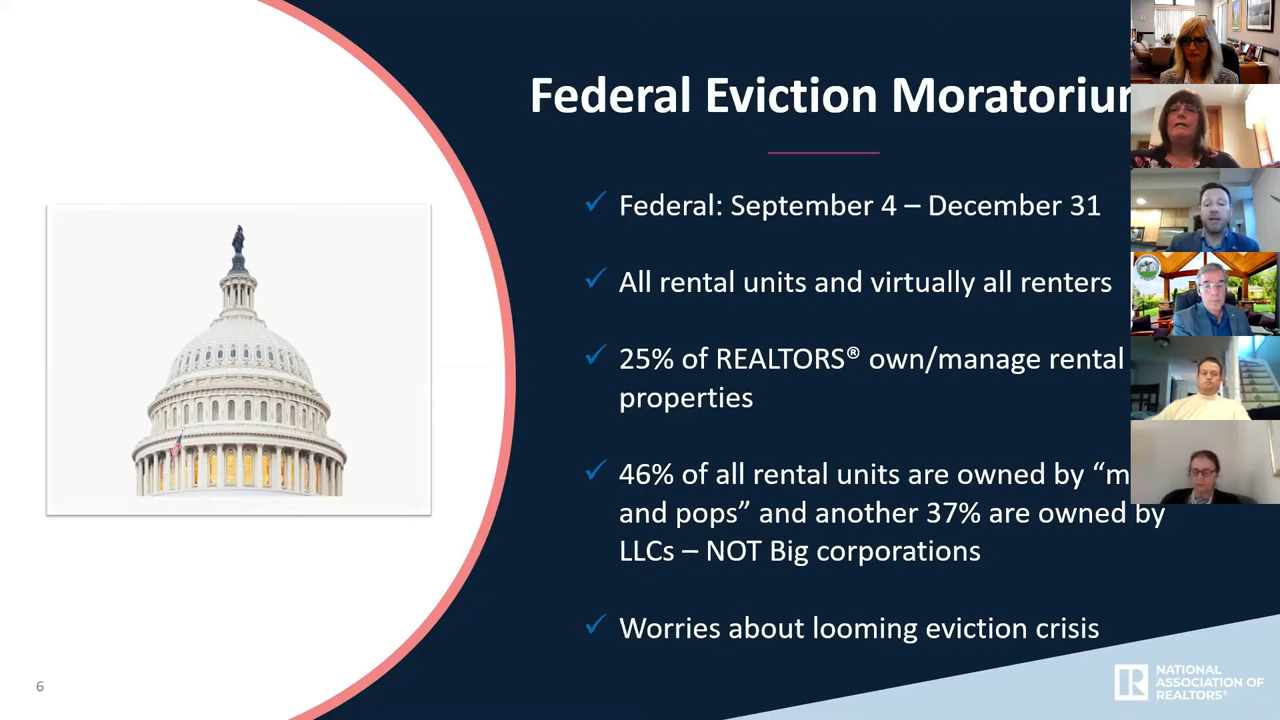 Federal Eviction Moratoriu
Federal: September 4 – December 31
All rental units and virtually all renters
25% of REALTORS® own/manage rental
properties
46% of all rental units are owned by “m
and pops” and another 37% are owned by
LLCs – NOT Big corporations
Worries about looming eviction crisis
6
NATIONAL
ASSOCIATION OF
REALTORS®